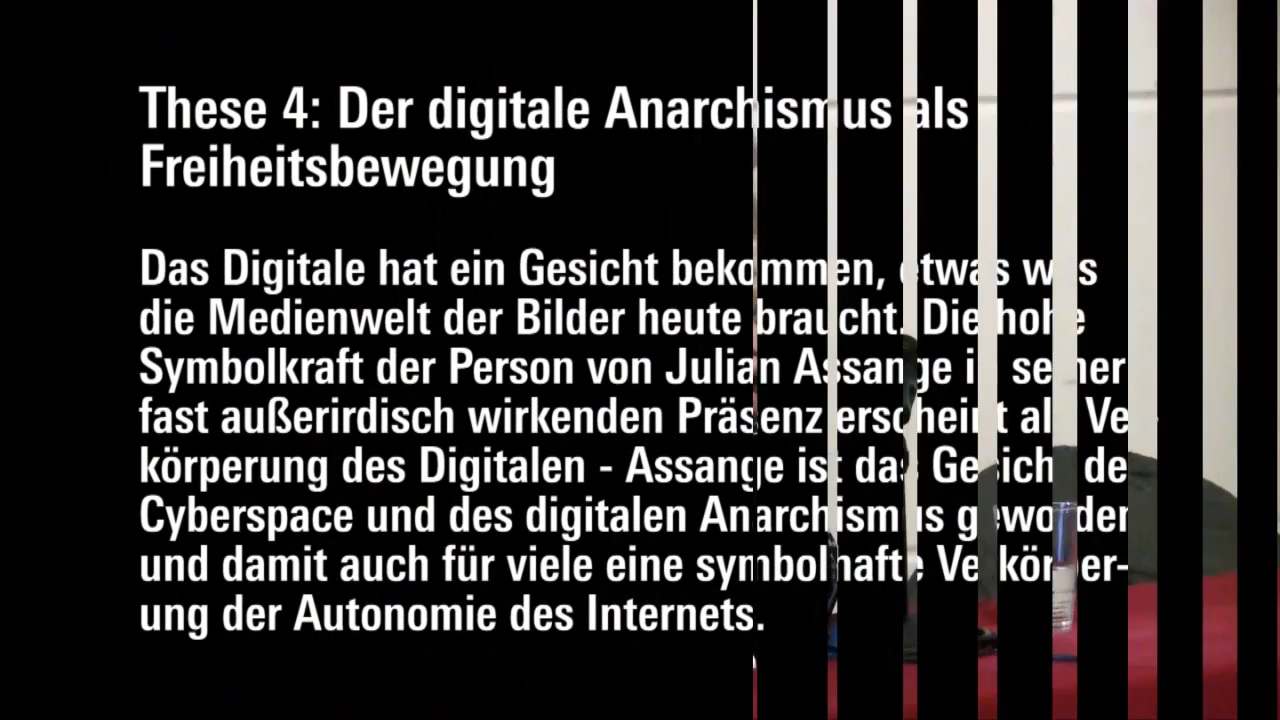 These 4: Der digitale Anarchismus als
Freiheitsbewegung
Das Digitale hat ein Gesicht bekommen, etwas was
die Medienwelt der Bilder heute braucht. Die hohe
Symbolkraft der Person von Julian Assange in seiner
fast außerirdisch wirkenden Präsenz erscheint als Ver-
körperung des Digitalen - Assange ist das Gesicht des
Cyberspace und des digitalen Anarchismus geworden
und damit auch für viele eine symbolhafte Verkörper-
ung der Autonomie des Internets.